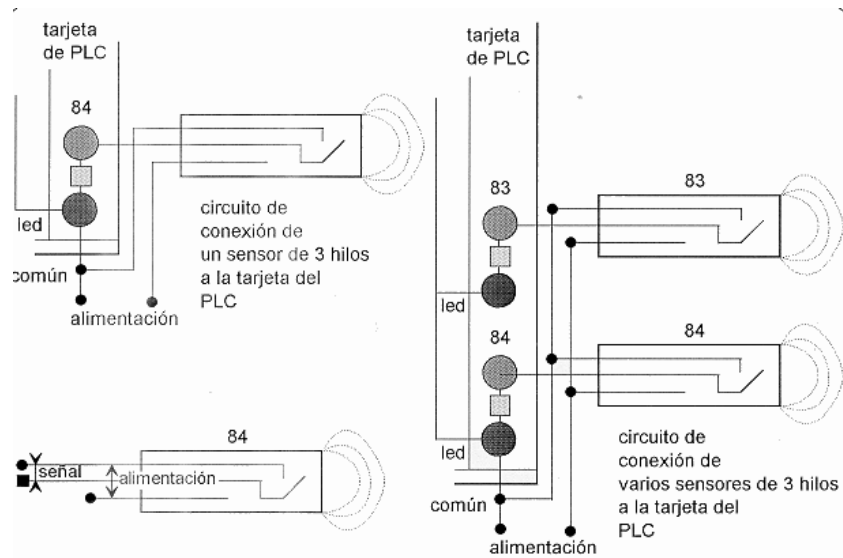 tarjeta
de PLC
84
led
común
alimentación
circuito de
conexión de
un sensor de 3 hilos
a la tarjeta del
PLC
84
señal
alimentación
tarjeta
de PLC
83
83
led
84
84
led
común
alimentación
circuito de
conexión de
varios sensores de 3 hilos
a la tarjeta del
PLC